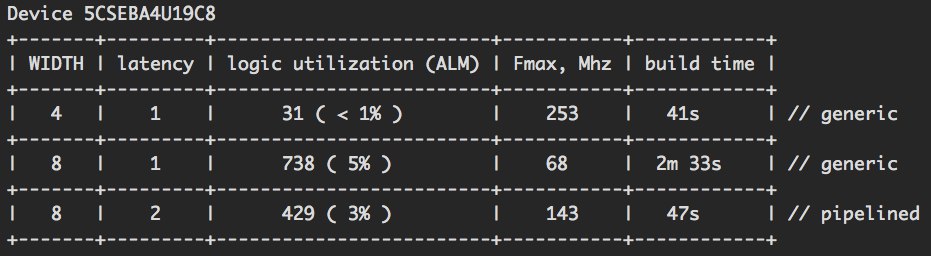 Device 5CSEBA4U19C8
+-------+---------+--------------------------+-----------+------------+
| WIDTH | latency | logic utilization (ALM) | Fmax, Mhz | build time |
+-------+---------+--------------------------+-----------+------------+
| 4 | 1 | 31 ( < 1% ) | 253 | 41s | // generic
+-------+---------+--------------------------+-----------+------------+
| 8 | 1 | 738 ( 5% ) | 68 | 2m 33s | // generic
+-------+---------+--------------------------+-----------+------------+
| 8 | 2 | 429 ( 3% ) | 143 | 47s | // pipelined
+-------+---------+--------------------------+-----------+------------+